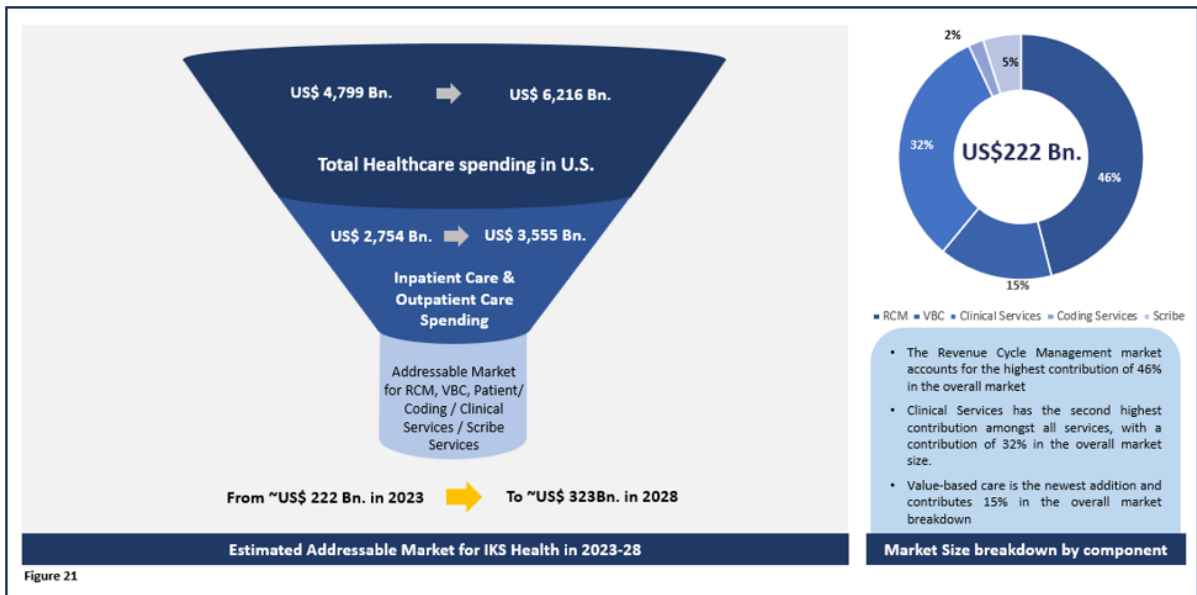 US$ 4,799 Bn.
US$ 6,216 Bn.
Total Healthcare spending in U.S.
US$ 2,754 Bn.
US$ 3,555 Bn.
Inpatient Care &
Outpatient Care
Spending
Addressable Market
for RCM, VBC, Patient/
Coding / Clinical
Services / Scribe
Services
From ~US$ 222 Bn. in 2023
To ~US$ 323Bn. in 2028
Estimated Addressable Market for IKS Health in 2023-28
2%
5%
32%
US$222 Bn.
46%
15%
RCM
VBC
Clinical Services
Coding Services
Scribe
• The Revenue Cycle Management market
accounts for the highest contribution of 46%
in the overall market
• Clinical Services has the second highest
contribution amongst all services, with a
contribution of 32% in the overall market
size.
• Value-based care is the newest addition and
contributes 15% in the overall market
breakdown
Market Size breakdown by component
Figure 21